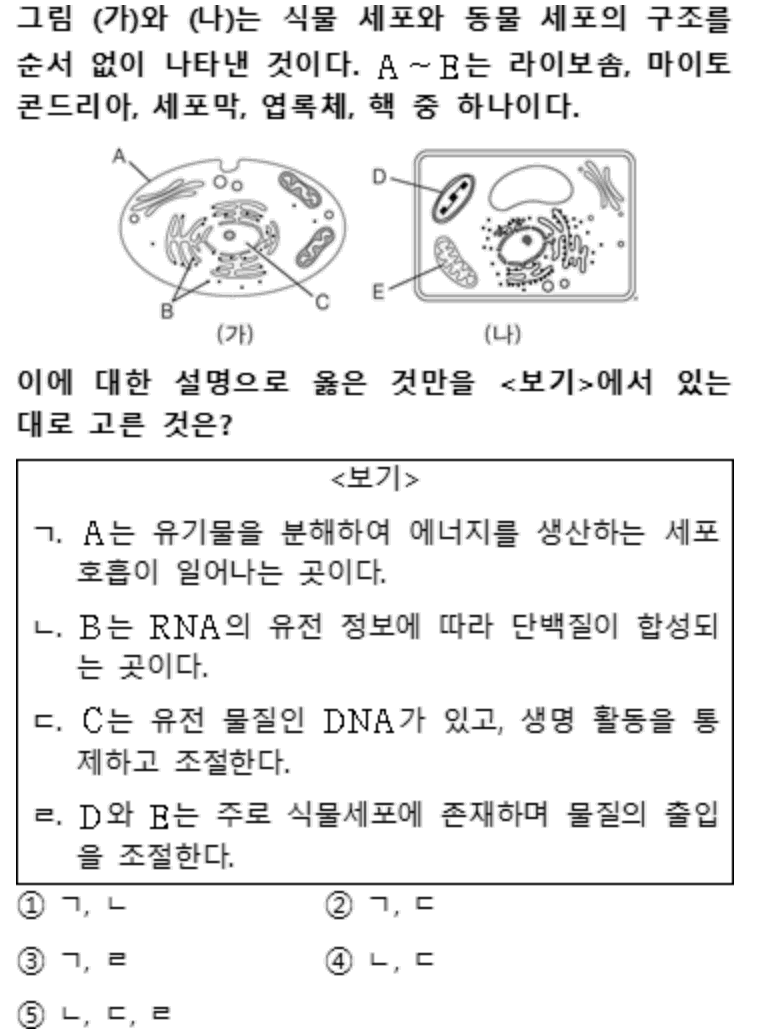 그림 (가)와 (나)는 식물 세포와 동물 세포의 구조를
순서 없이 나타낸 것이다. A ~ E는 라이보솜, 마이토
콘드리아, 세포막, 엽록체, 핵 중 하나이다.
A
B
C
(가)
D
E
(나)
이에 대한 설명으로 옳은 것만을 <보기>에서 있는
대로 고른 것은?
<보기>
ㄱ. A는 유기물을 분해하여 에너지를 생산하는 세포
호흡이 일어나는 곳이다.
ㄴ. B는 RNA의 유전 정보에 따라 단백질이 합성되
는 곳이다.
ㄷ. C는 유전 물질인 DNA가 있고, 생명 활동을 통
제하고 조절한다.
ㄹ. D와 E는 주로 식물세포에 존재하며 물질의 출입
을 조절한다.
① ㄱ, ㄴ ② ㄱ, ㄷ
③ ㄱ, ㄹ ④ ㄴ, ㄷ
⑤ ㄴ, ㄷ, ㄹ